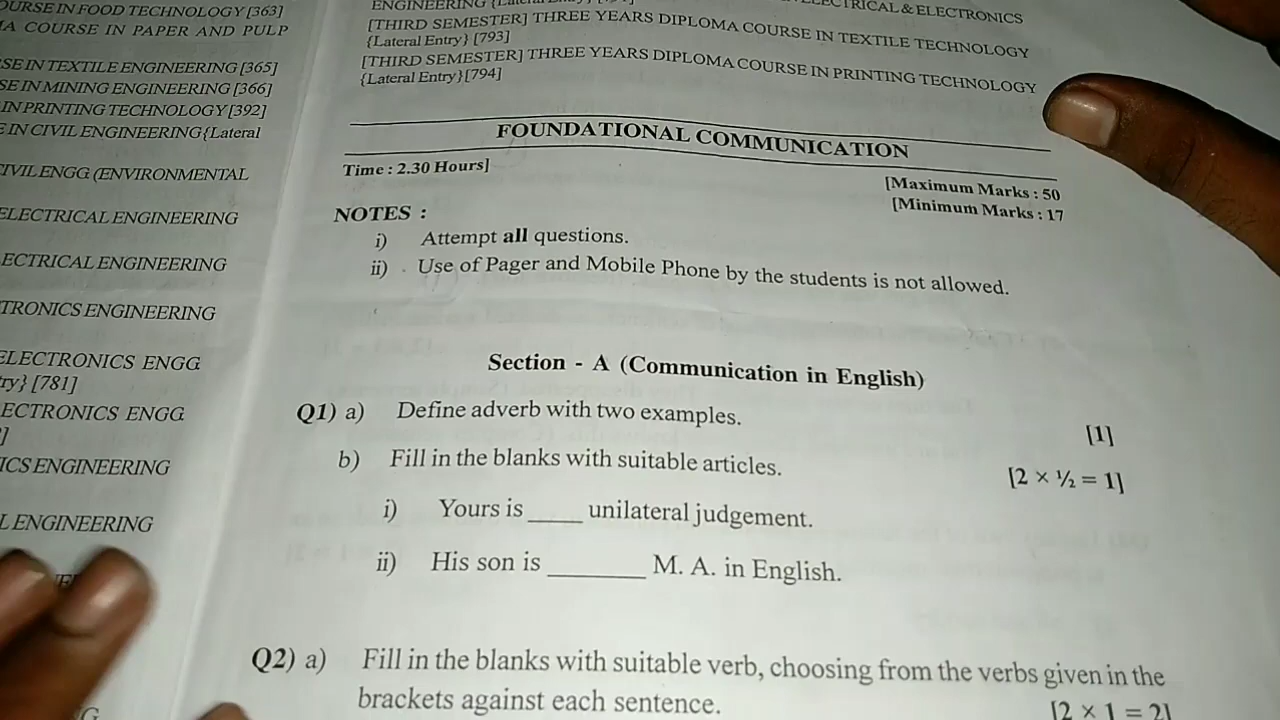 OURSE IN FOOD TECHNOLOGY [363]
A COURSE IN PAPER AND PULP
SE IN TEXTILE ENGINEERING [365]
SE IN MINING ENGINEERING [366]
IN PRINTING TECHNOLOGY [392]
E IN CIVIL ENGINEERING {Lateral
IVIL ENGG (ENVIRONMENTAL
ELECTRICAL ENGINEERING
ECTRICAL ENGINEERING
TRONICS ENGINEERING
ELECTRONICS ENGG
try} [781]
ECTRONICS ENGG
]
ICS ENGINEERING
L ENGINEERING
ENGINEERING ELECTRICAL & ELECTRONICS
[THIRD SEMESTER] THREE YEARS DIPLOMA COURSE IN TEXTILE TECHNOLOGY
{Lateral Entry} [793]
[THIRD SEMESTER] THREE YEARS DIPLOMA COURSE IN PRINTING TECHNOLOGY
{Lateral Entry} [794]
FOUNDATIONAL COMMUNICATION
Time : 2.30 Hours]
[Maximum Marks : 50
[Minimum Marks : 17
NOTES :
i) Attempt all questions.
ii) Use of Pager and Mobile Phone by the students is not allowed.
Section - A (Communication in English)
Q1) a) Define adverb with two examples. [1]
b) Fill in the blanks with suitable articles. [2 × ½ = 1]
i) Yours is ____ unilateral judgement.
ii) His son is _______ M. A. in English.
Q2) a) Fill in the blanks with suitable verb, choosing from the verbs given in the
brackets against each sentence. [2 × 1 = 2]